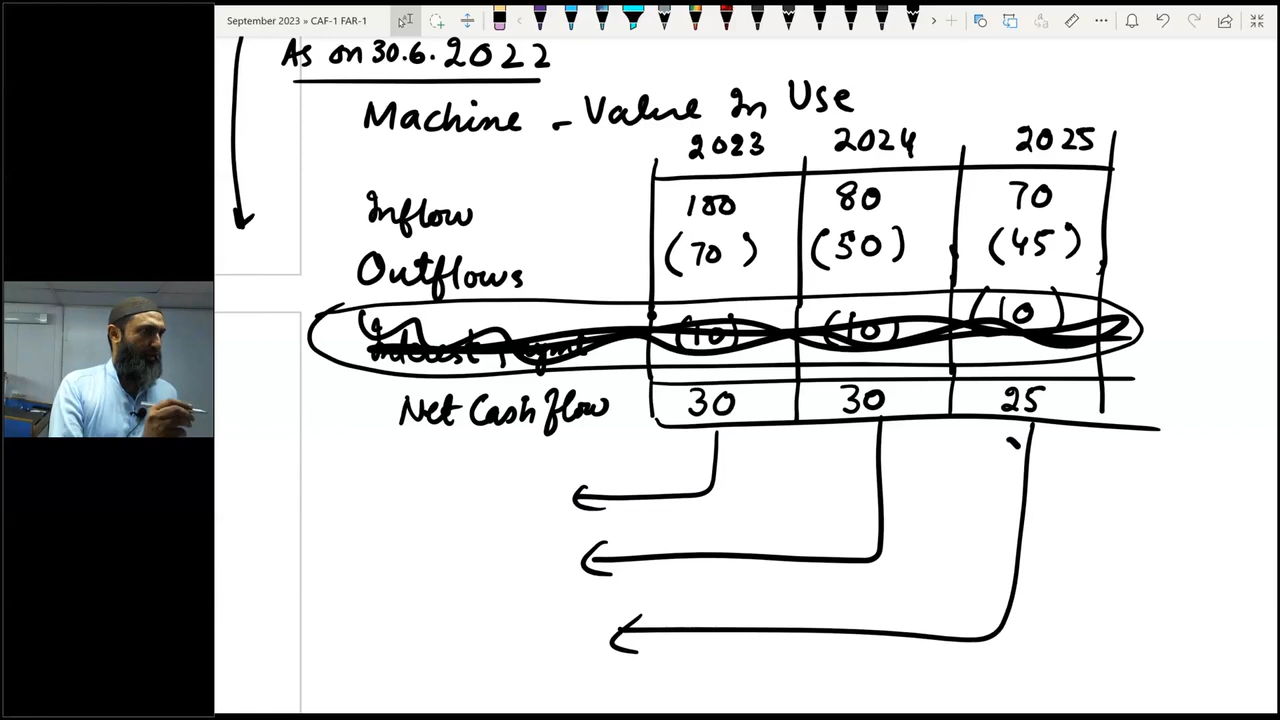 September 2023 » CAF-1 FAR-1
As on 30.6.2022
Machine - Value In Use
2023 2024 2025
Inflow 100 80 70
Outflows (70) (50) (45)
Interest (10) (10) (10)
Net Cash flow 30 30 25